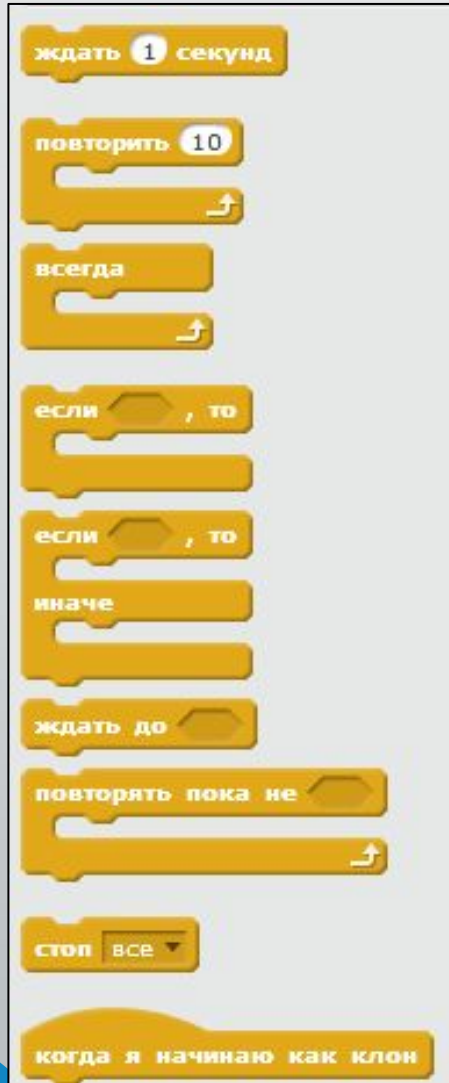 ждать 1 секунд
повторить 10
всегда
если , то
если , то
иначе
ждать до
повторять пока не
стоп все
когда я начинаю как клон